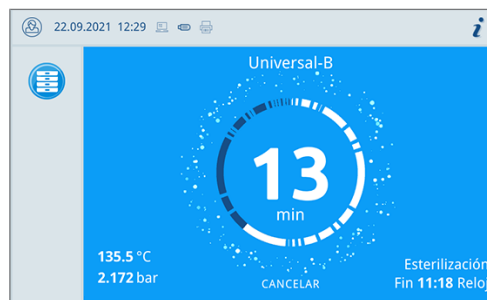 22.09.2021 12:29
i
Universal-B
13
min
135.5 °C
2.172 bar
CANCELAR
Esterilización
Fin 11:18 Reloj